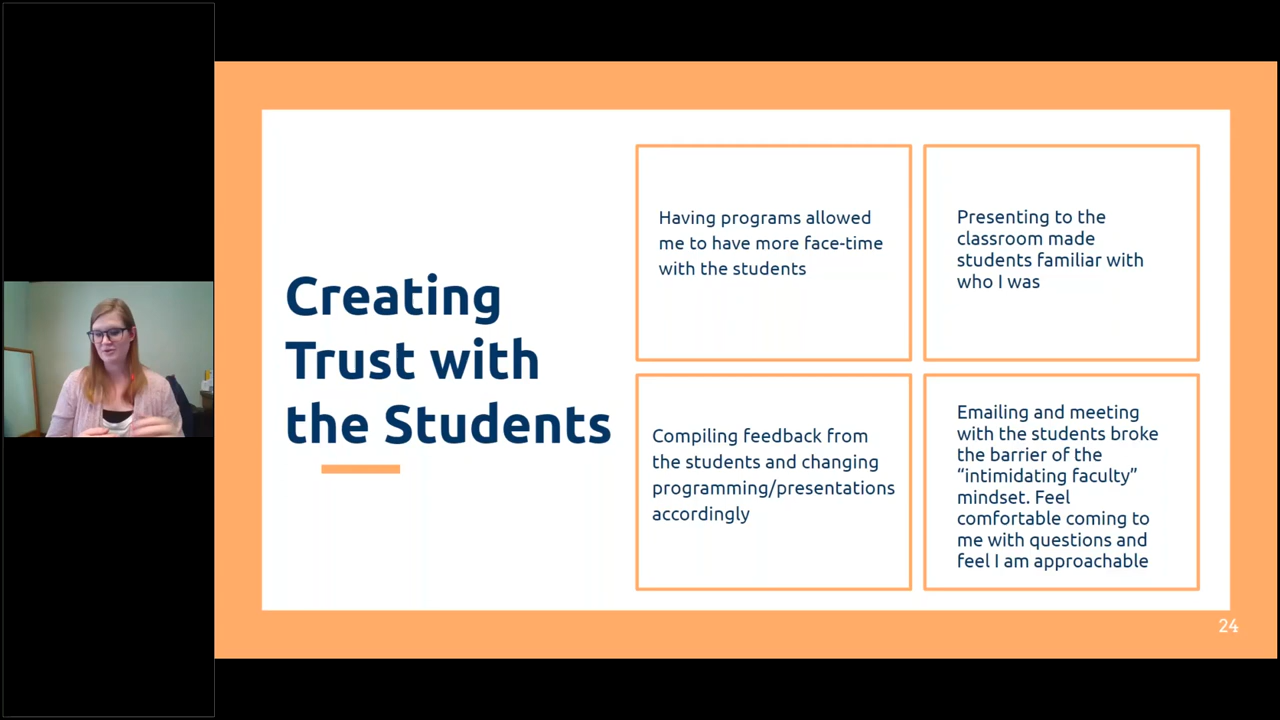 Creating
Trust with
the Students
Having programs allowed
me to have more face-time
with the students
Presenting to the
classroom made
students familiar with
who I was
Compiling feedback from
the students and changing
programming/presentations
accordingly
Emailing and meeting
with the students broke
the barrier of the
“intimidating faculty”
mindset. Feel
comfortable coming to
me with questions and
feel I am approachable
24